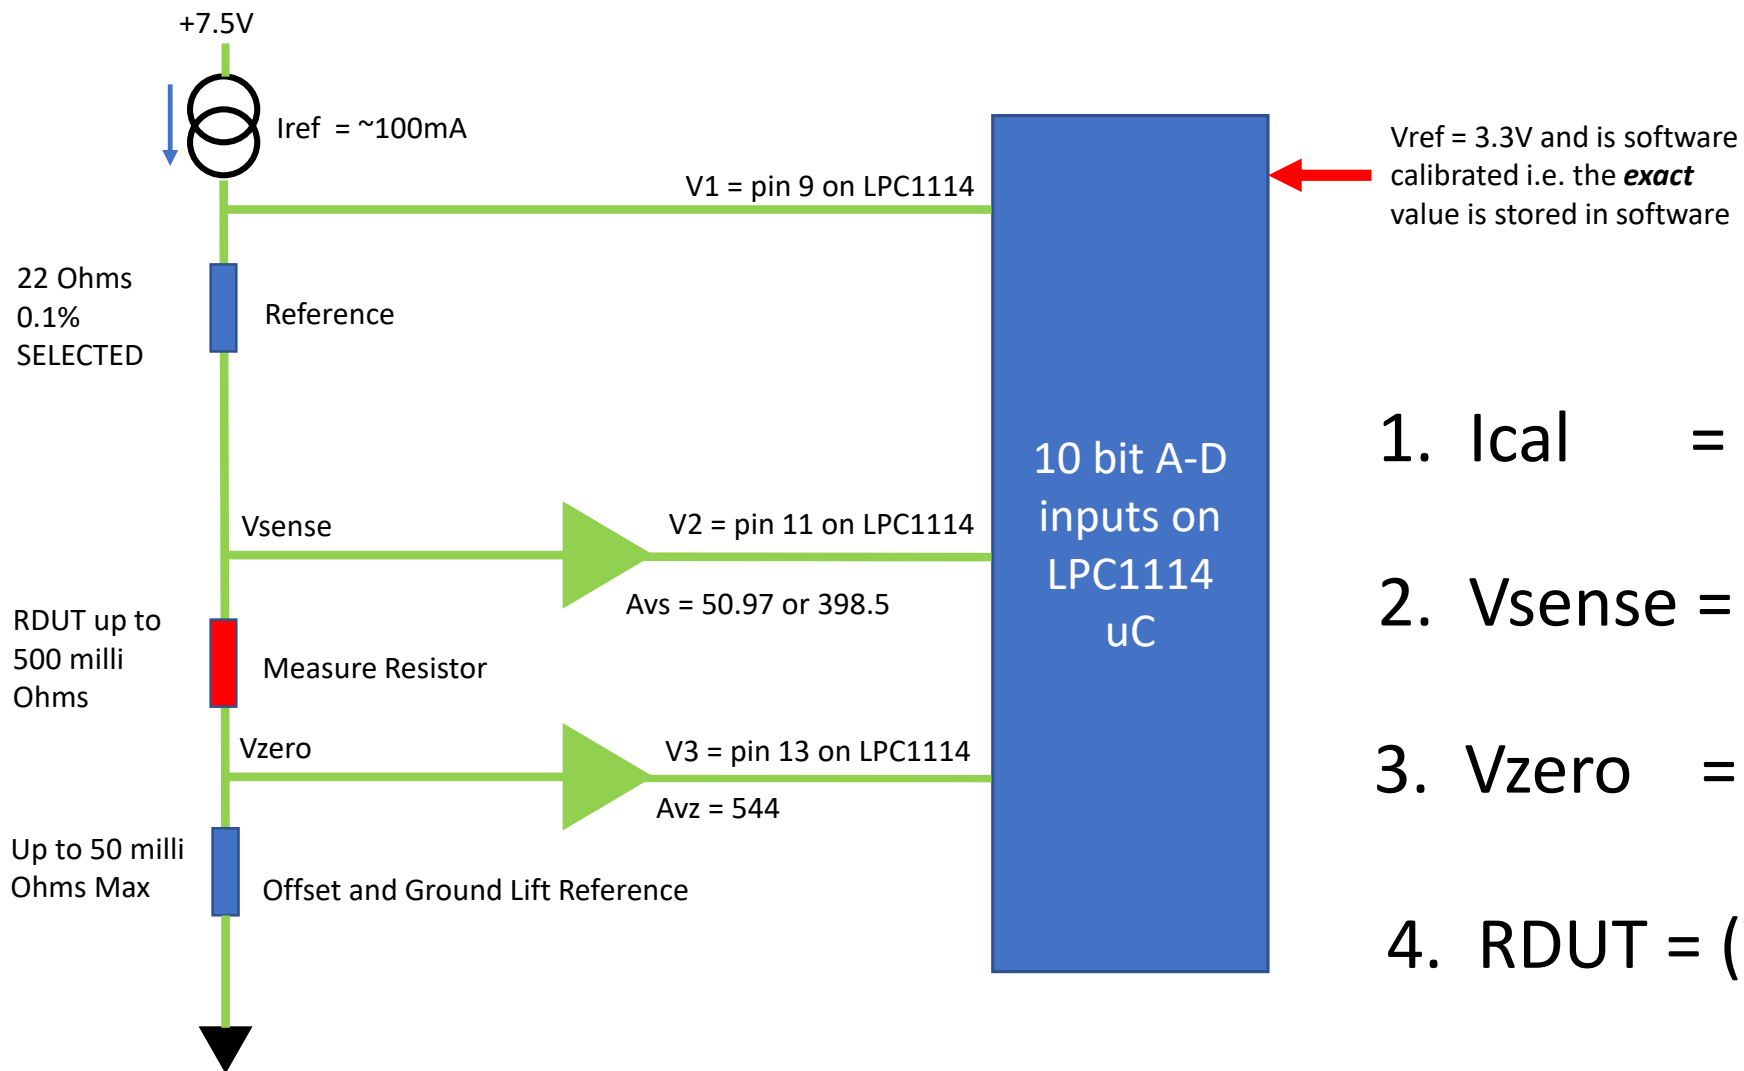 +7.5V
Iref  = ~100mA
V1 = pin 9 on LPC1114
Vref = 3.3V and is software
calibrated i.e. the exact
value is stored in software
22 Ohms
0.1%
SELECTED
Reference
10 bit A-D
inputs on
LPC1114
uC
1.  Ical     =
Vsense
V2 = pin 11 on LPC1114
Avs = 50.97 or 398.5
2.  Vsense =
RDUT up to
500 milli
Ohms
Measure Resistor
Vzero
V3 = pin 13 on LPC1114
Avz = 544
3.  Vzero   =
Up to 50 milli
Ohms Max
Offset and Ground Lift Reference
4.  RDUT = (